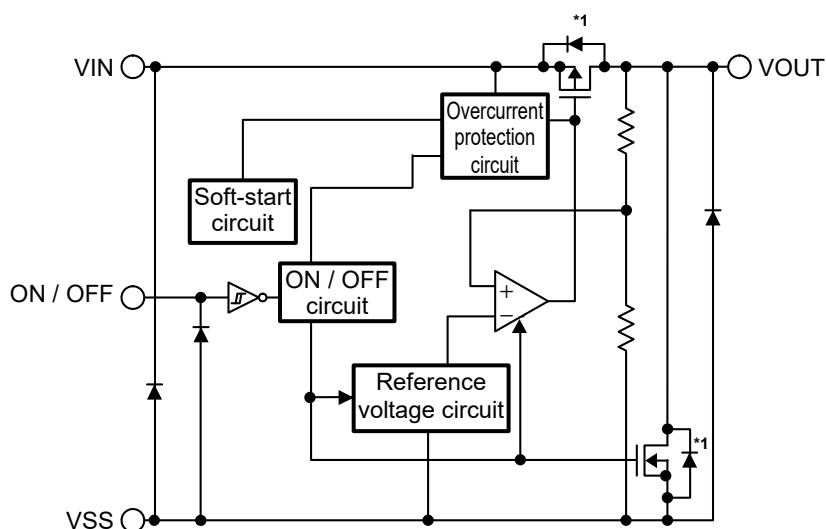 *1
VIN
VOUT
Overcurrent
protection
circuit
Soft-start
circuit
ON / OFF
ON / OFF
circuit
+
−
Reference
voltage circuit
*1
VSS